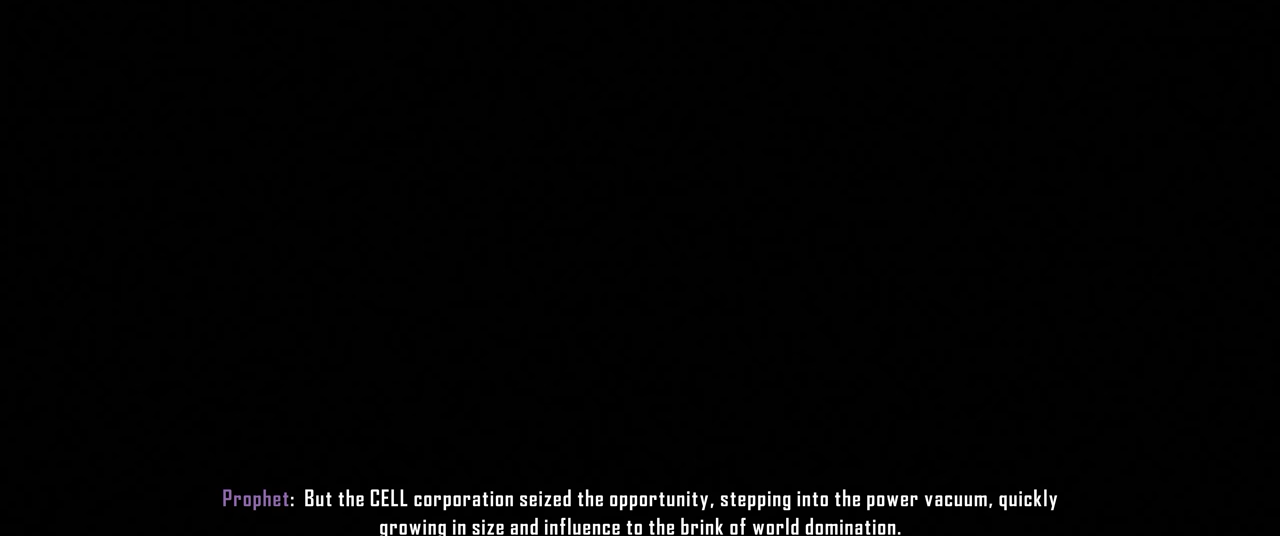 Prophet: But the CELL corporation seized the opportunity, stepping into the power vacuum, quickly
growing in size and influence to the brink of world domination.